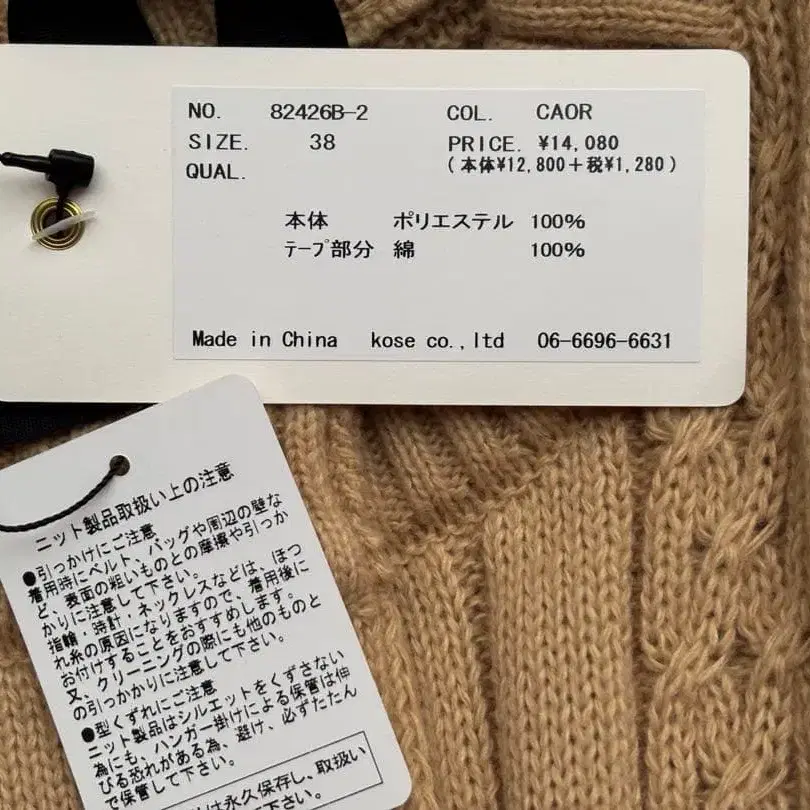 NO. 82426B-2 COL. CAOR
SIZE. 38 PRICE. ¥14,080
(本体¥12,800+税¥1,280)
QUAL.
本体 ポリエステル 100%
テープ部分 綿 100%
Made in China kose co.,ltd 06-6696-6631
ニット製品取扱い上の注意
●引っかけにご注意
着用時にベルト、バッグや周辺の壁な
ど、表面の粗いものとの摩擦や引っか
かりに注意して下さい。
指輪・時計・ネックレスなどは、ほつ
れ糸の原因になりますので、着用後に
お付けすることをおすすめします。
又、クリーニングの際にも他のものと
の引っかかりに注意して下さい。
●型くずれにご注意
ニット製品はシルエットをくずさない
為にも、ハンガー掛けによる保管は伸
びる恐れがある為、避け、必ずたたん
で保管して下さい。
は永久保存し、取扱い